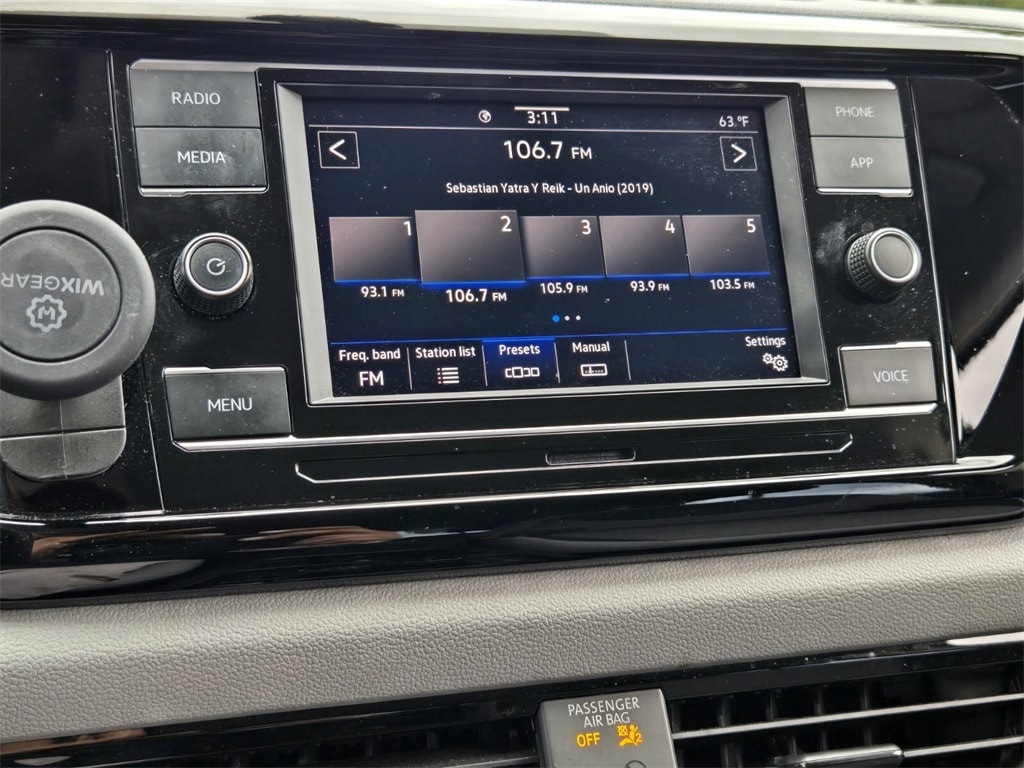 RADIO
MEDIA
WIXGEAR
MENU
3:11
63.°F
<
106.7 FM
>
Sebastian Yatra Y Reik - Un Anio (2019)
1
2
3
4
5
93.1 FM
106.7 FM
105.9 FM
93.9 FM
103.5 FM
Freq. band
FM
Station list
Presets
Manual
Settings
PHONE
APP
VOICE
PASSENGER
AIR BAG
OFF
2